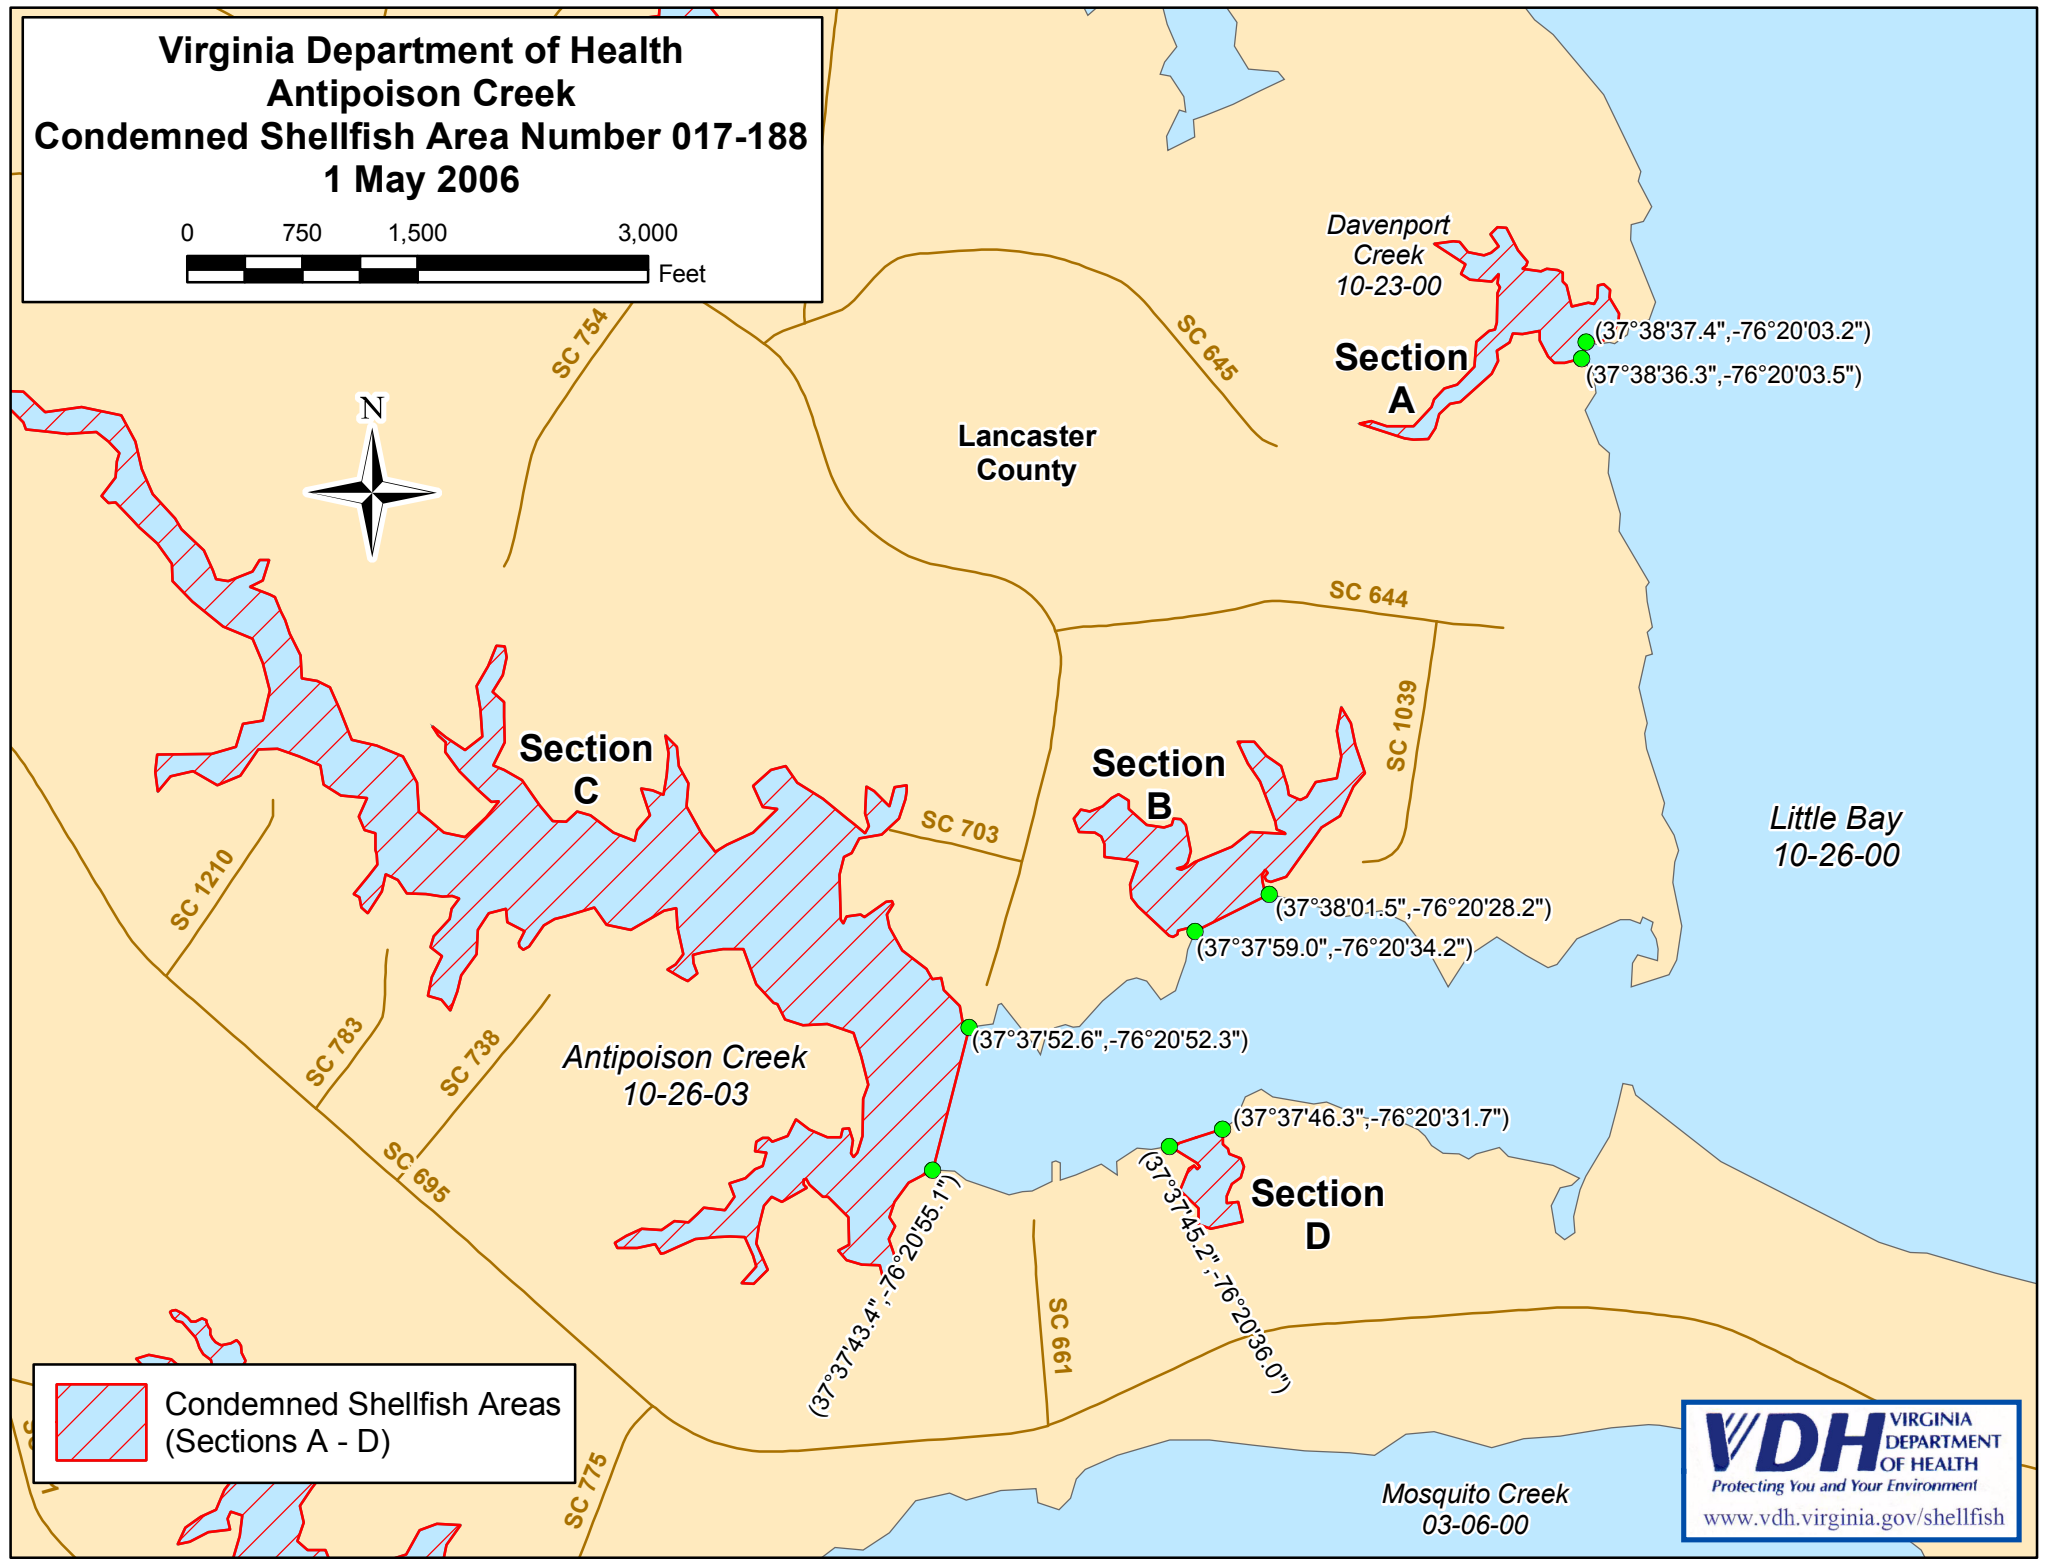 Virginia Department of Health
Antipoison Creek
Condemned Shellfish Area Number 017-188
1 May 2006
0 750 1,500 3,000
Feet
Davenport
Creek
10-23-00
SC 754
SC 645
(37°38'37.4",-76°20'03.2")
Section
A
(37°38'36.3",-76°20'03.5")
N
Lancaster
County
SC 644
SC 1039
Section
C
Section
B
SC 703
Little Bay
10-26-00
SC 1210
(37°38'01.5",-76°20'28.2")
(37°37'59.0",-76°20'34.2")
(37°37'52.6",-76°20'52.3")
SC 783
SC 738
Antipoison Creek
10-26-03
(37°37'46.3",-76°20'31.7")
SC 695
Section
D
(37°37'43.4",-76°20'55.1")
(37°37'45.2",-76°20'36.0")
SC 661
Condemned Shellfish Areas
(Sections A - D)
SC 775
Mosquito Creek
03-06-00
VDH VIRGINIA
DEPARTMENT
OF HEALTH
Protecting You and Your Environment
www.vdh.virginia.gov/shellfish